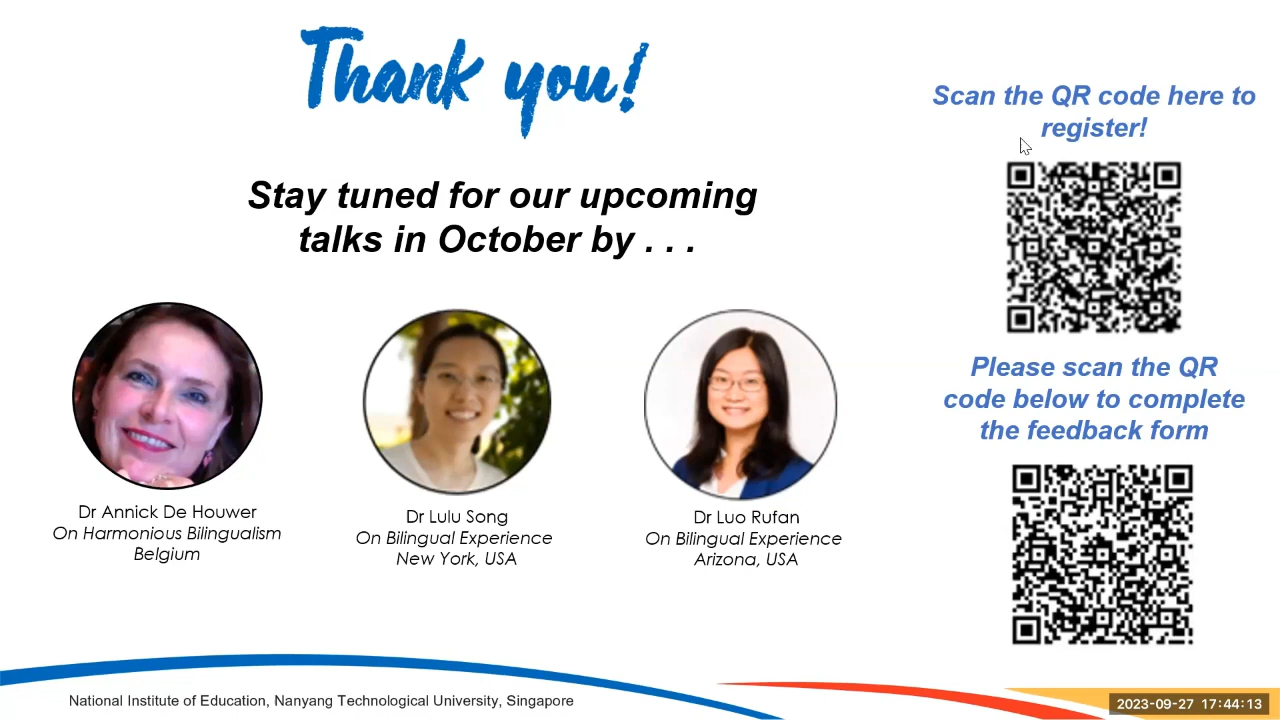 Thank you!
Stay tuned for our upcoming
talks in October by . . .
Dr Annick De Houwer
On Harmonious Bilingualism
Belgium
Dr Lulu Song
On Bilingual Experience
New York, USA
Dr Luo Rufan
On Bilingual Experience
Arizona, USA
Scan the QR code here to
register!
Please scan the QR
code below to complete
the feedback form
National Institute of Education, Nanyang Technological University, Singapore
2023-09-27 17:44:13